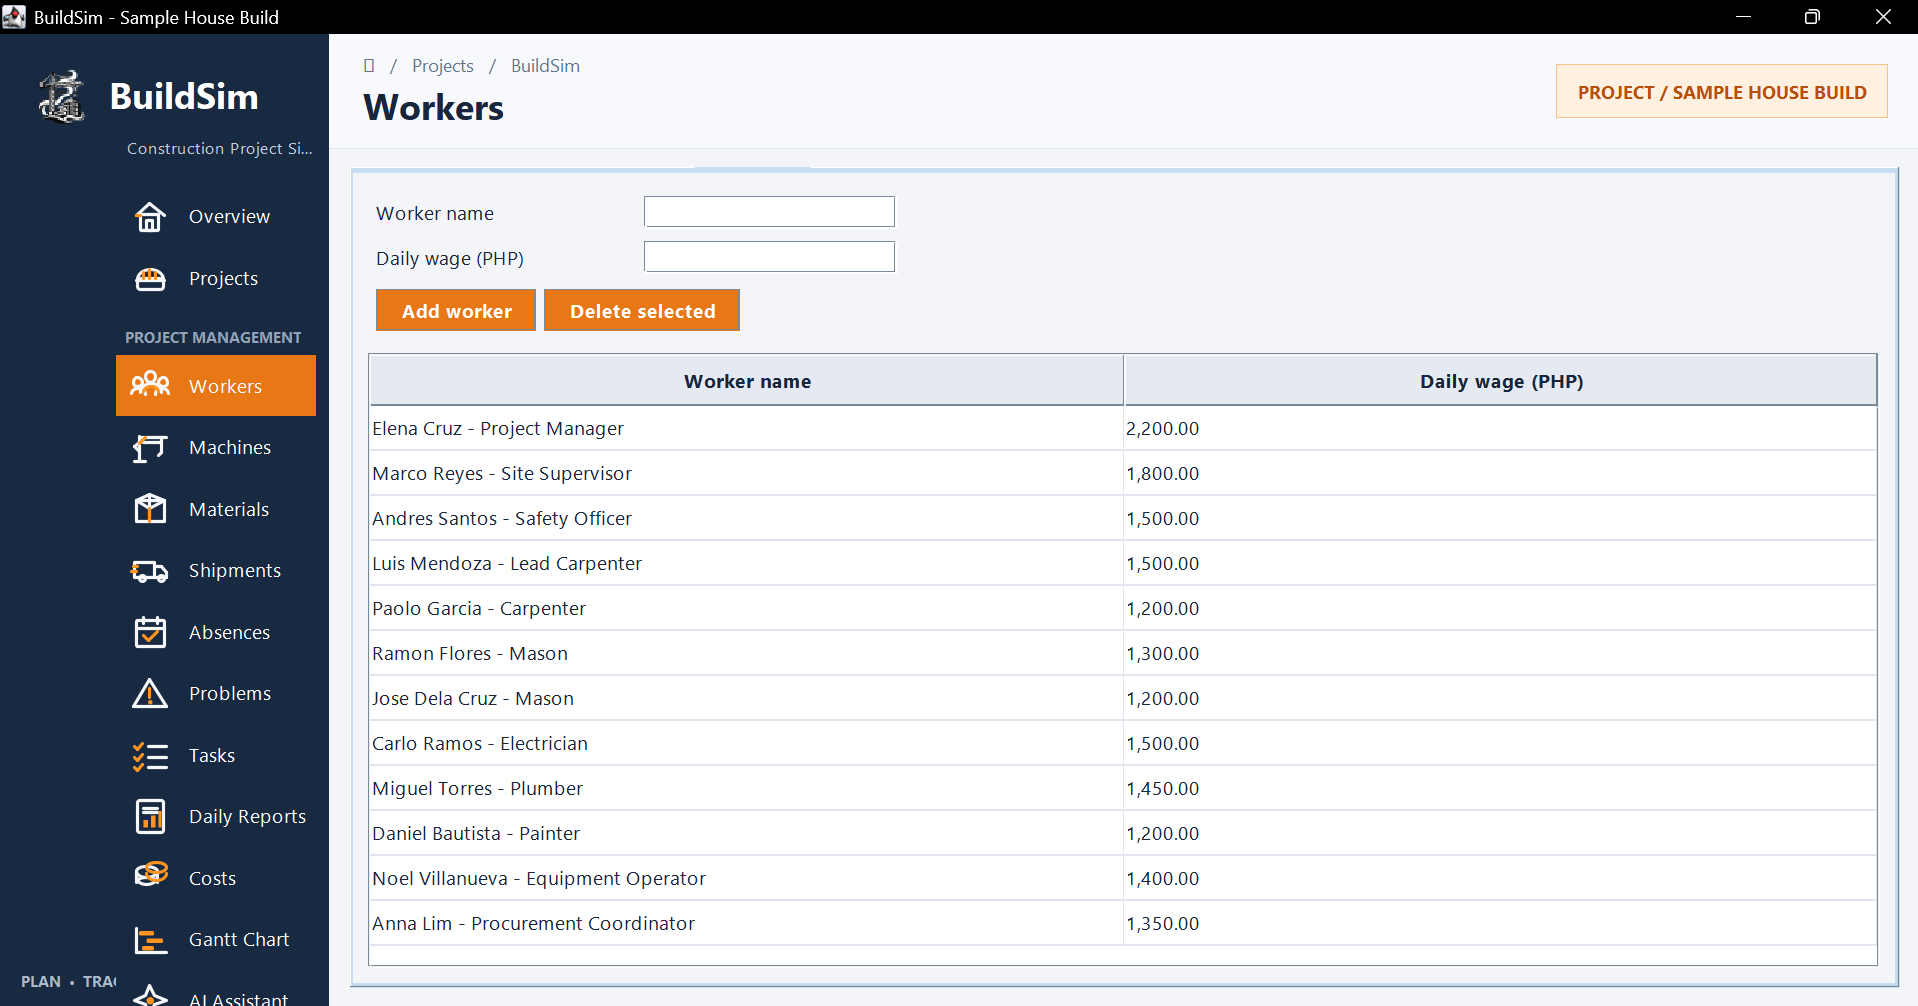 BuildSim - Sample House Build
BuildSim
Construction Project Si...
Overview
Projects
PROJECT MANAGEMENT
Workers
Machines
Materials
Shipments
Absences
Problems
Tasks
Daily Reports
Costs
Gantt Chart
AI Assistant
PLAN • TRAC
/ Projects / BuildSim
Workers
PROJECT / SAMPLE HOUSE BUILD
Worker name
Daily wage (PHP)
Add worker Delete selected
Worker name Daily wage (PHP)
Elena Cruz - Project Manager 2,200.00
Marco Reyes - Site Supervisor 1,800.00
Andres Santos - Safety Officer 1,500.00
Luis Mendoza - Lead Carpenter 1,500.00
Paolo Garcia - Carpenter 1,200.00
Ramon Flores - Mason 1,300.00
Jose Dela Cruz - Mason 1,200.00
Carlo Ramos - Electrician 1,500.00
Miguel Torres - Plumber 1,450.00
Daniel Bautista - Painter 1,200.00
Noel Villanueva - Equipment Operator 1,400.00
Anna Lim - Procurement Coordinator 1,350.00